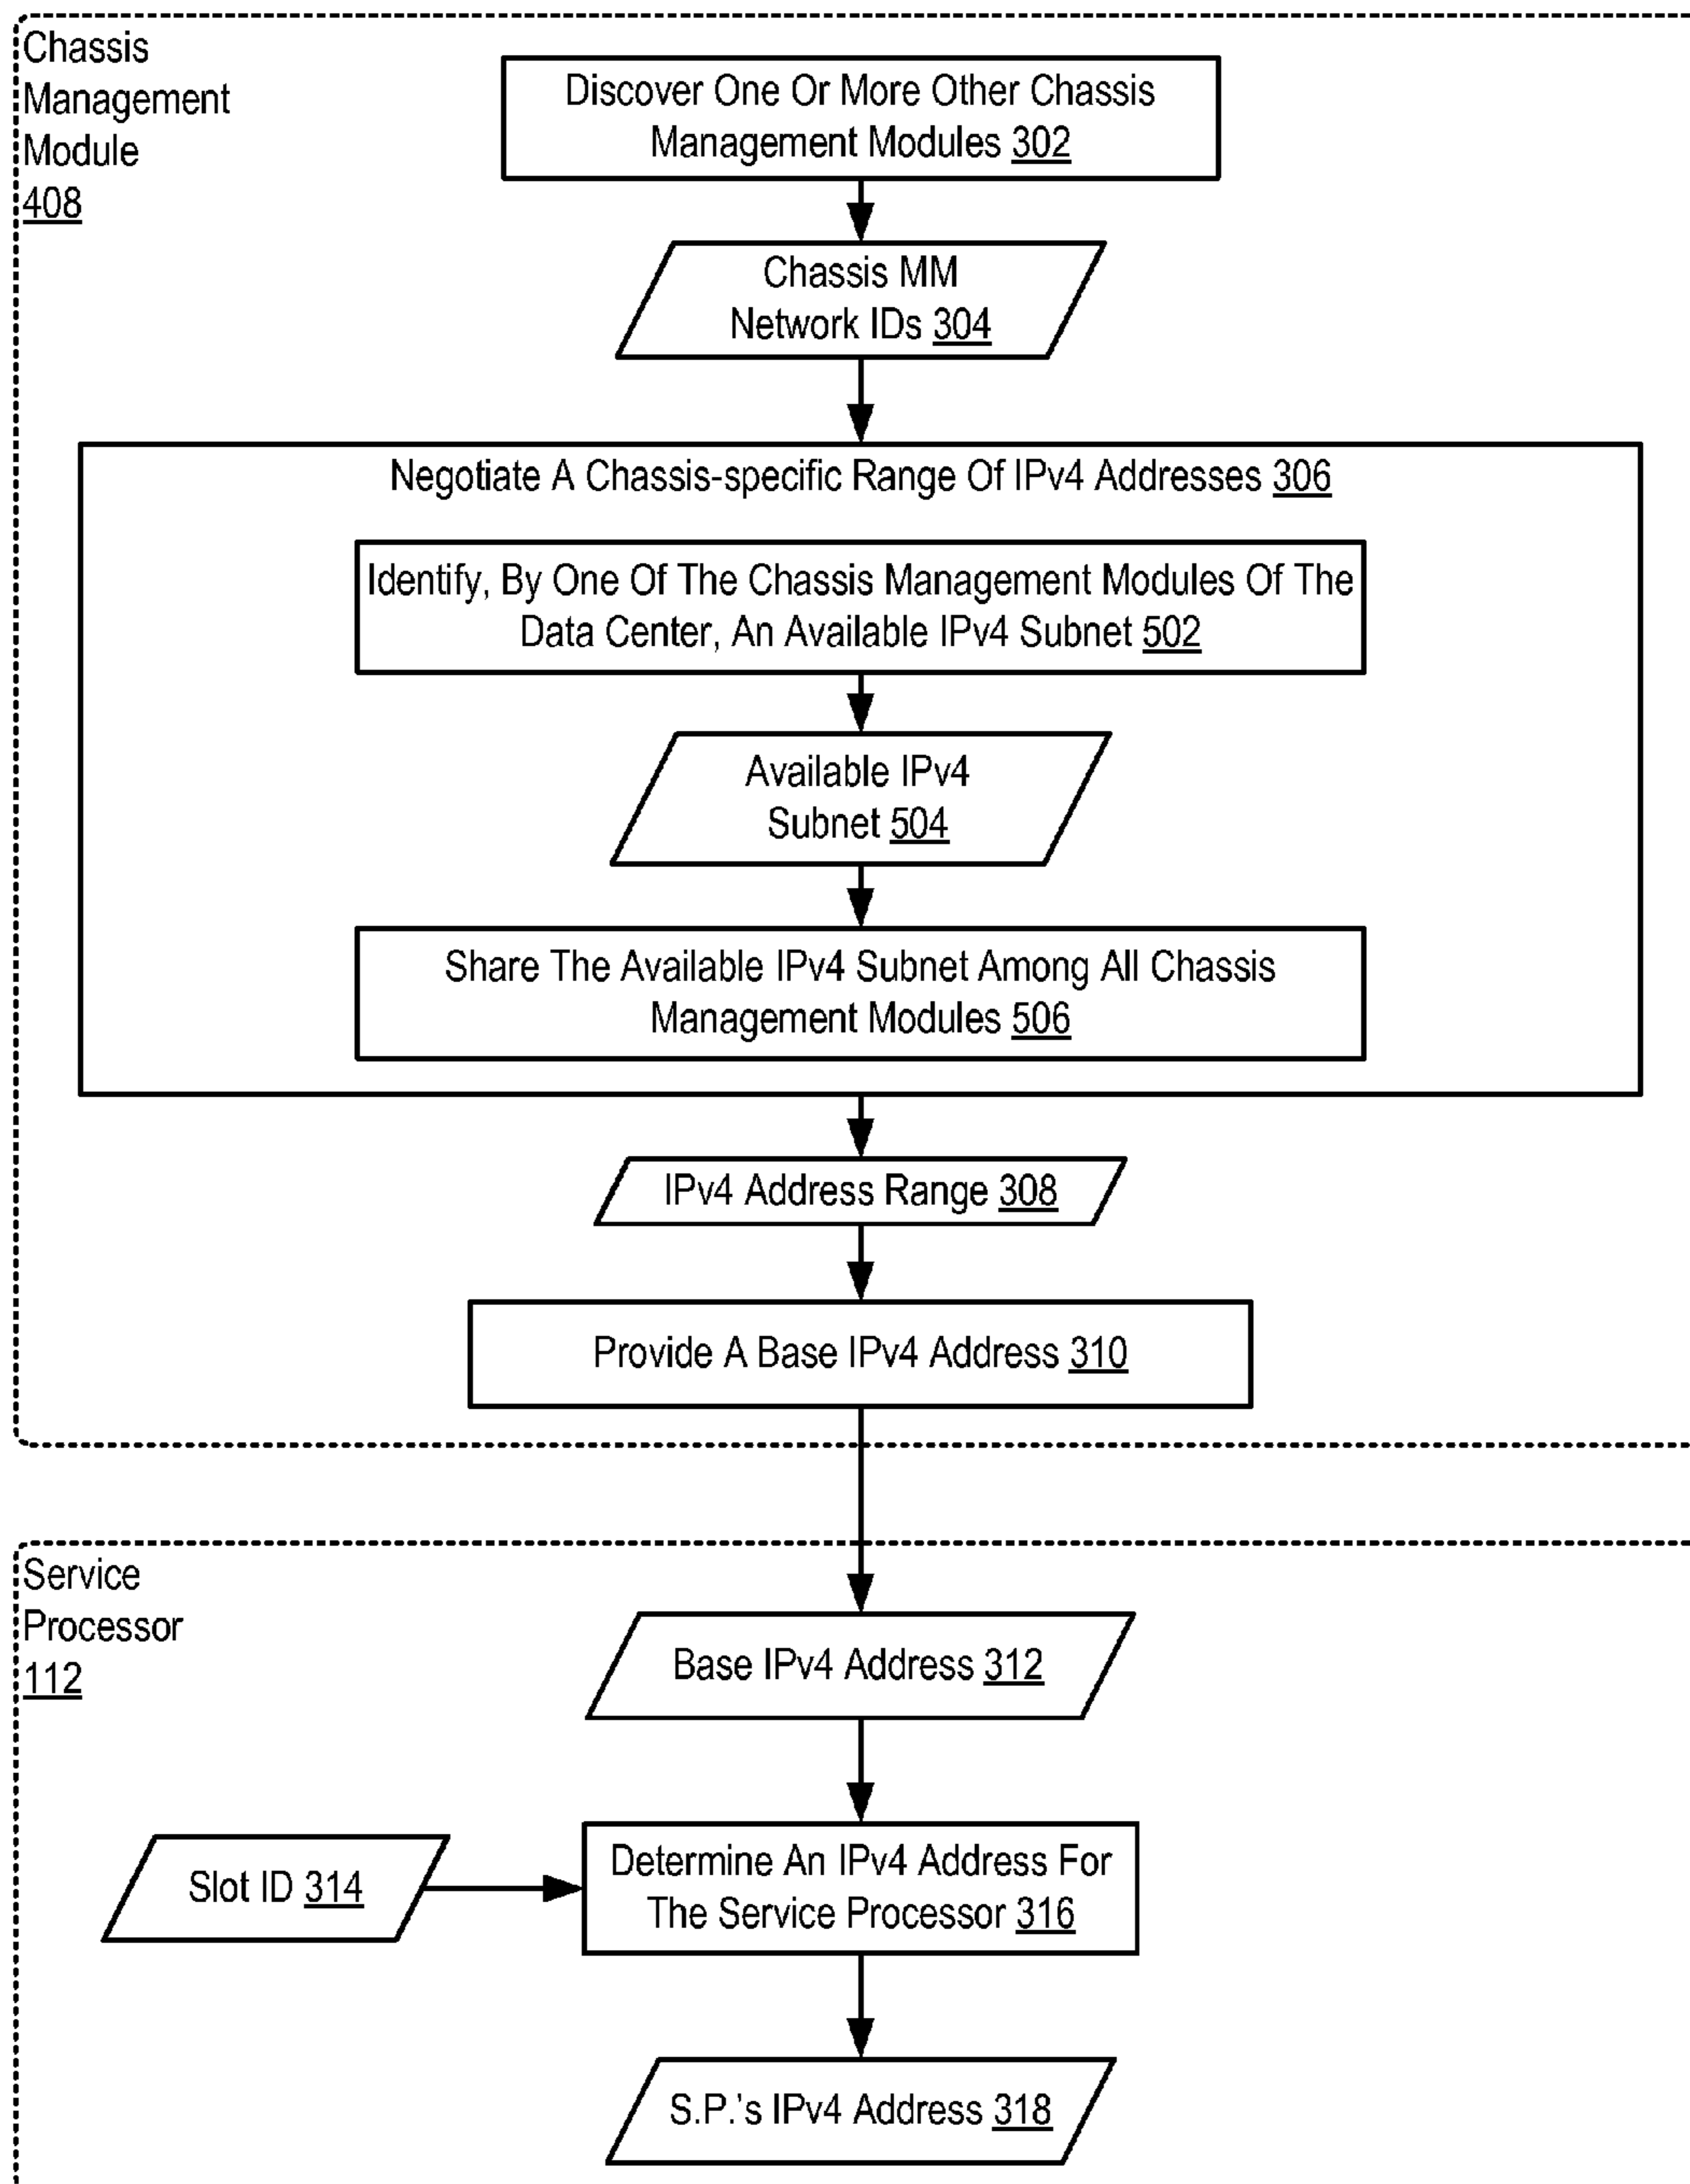 Chassis
Management
Module
408
Discover One Or More Other Chassis
Management Modules 302
Chassis MM
Network IDs 304
Negotiate A Chassis-specific Range Of IPv4 Addresses 306
Identify, By One Of The Chassis Management Modules Of The
Data Center, An Available IPv4 Subnet 502
Available IPv4
Subnet 504
Share The Available IPv4 Subnet Among All Chassis
Management Modules 506
IPv4 Address Range 308
Provide A Base IPv4 Address 310
Service
Processor
112
Base IPv4 Address 312
Slot ID 314
Determine An IPv4 Address For
The Service Processor 316
S.P.'s IPv4 Address 318